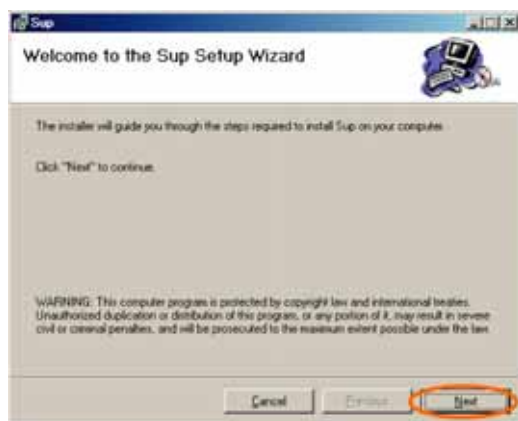 Sup
Welcome to the Sup Setup Wizard
The installer will guide you through the steps required to install Sup on your computer.
Click "Next" to continue.
WARNING: This computer program is protected by copyright law and international treaties.
Unauthorized duplication or distribution of this program, or any portion of it, may result in severe
civil or criminal penalties, and will be prosecuted to the maximum extent possible under the law.
Cancel
Previous
Next